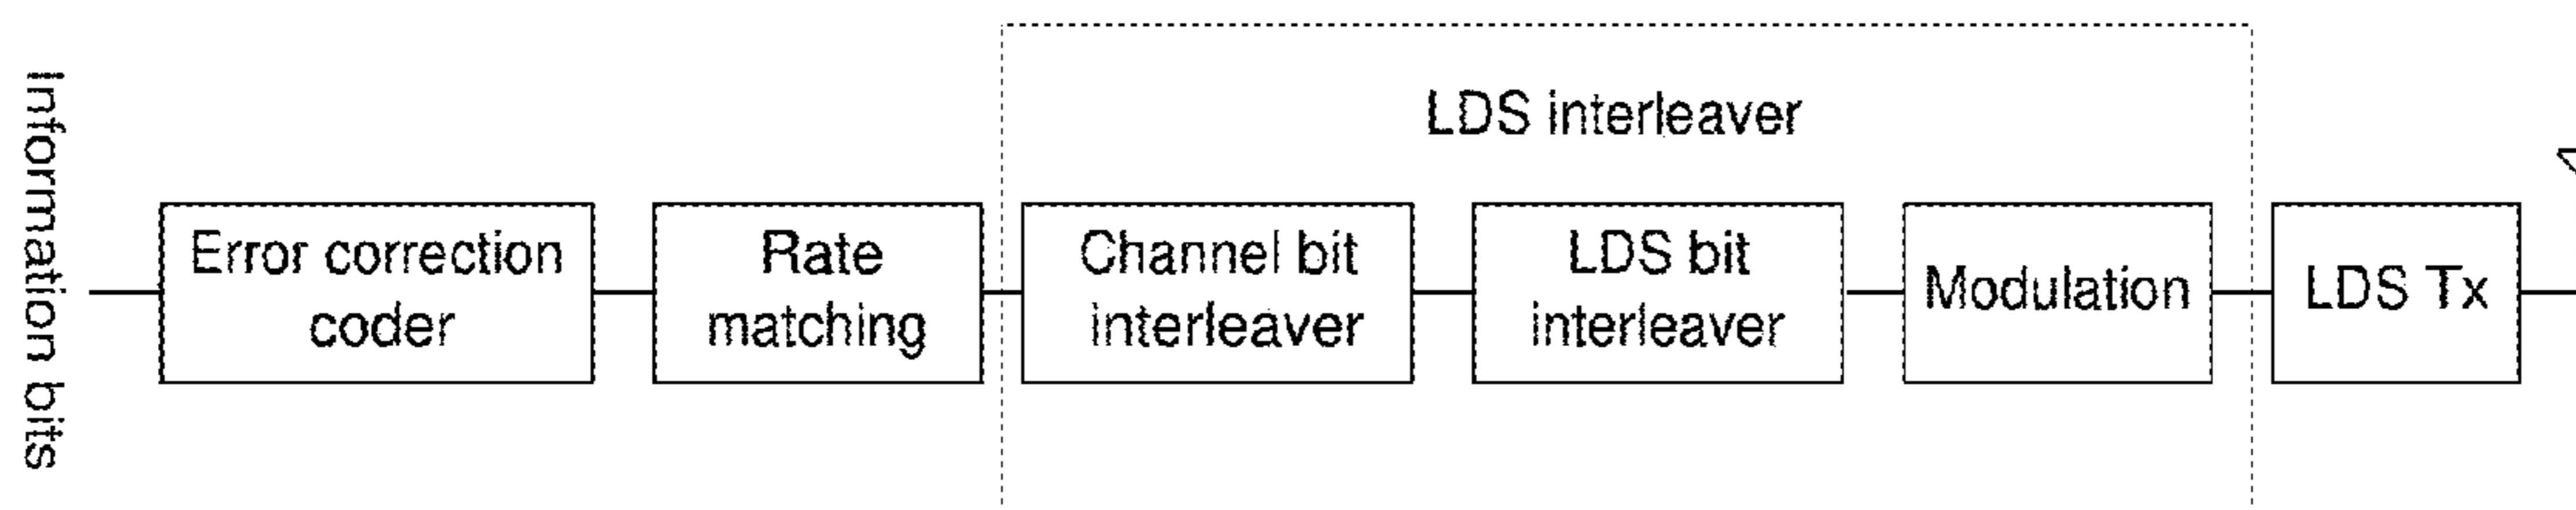 Information bits
LDS interleaver
Error correction
coder
Rate
matching
Channel bit
interleaver
LDS bit
interleaver
Modulation
LDS Tx